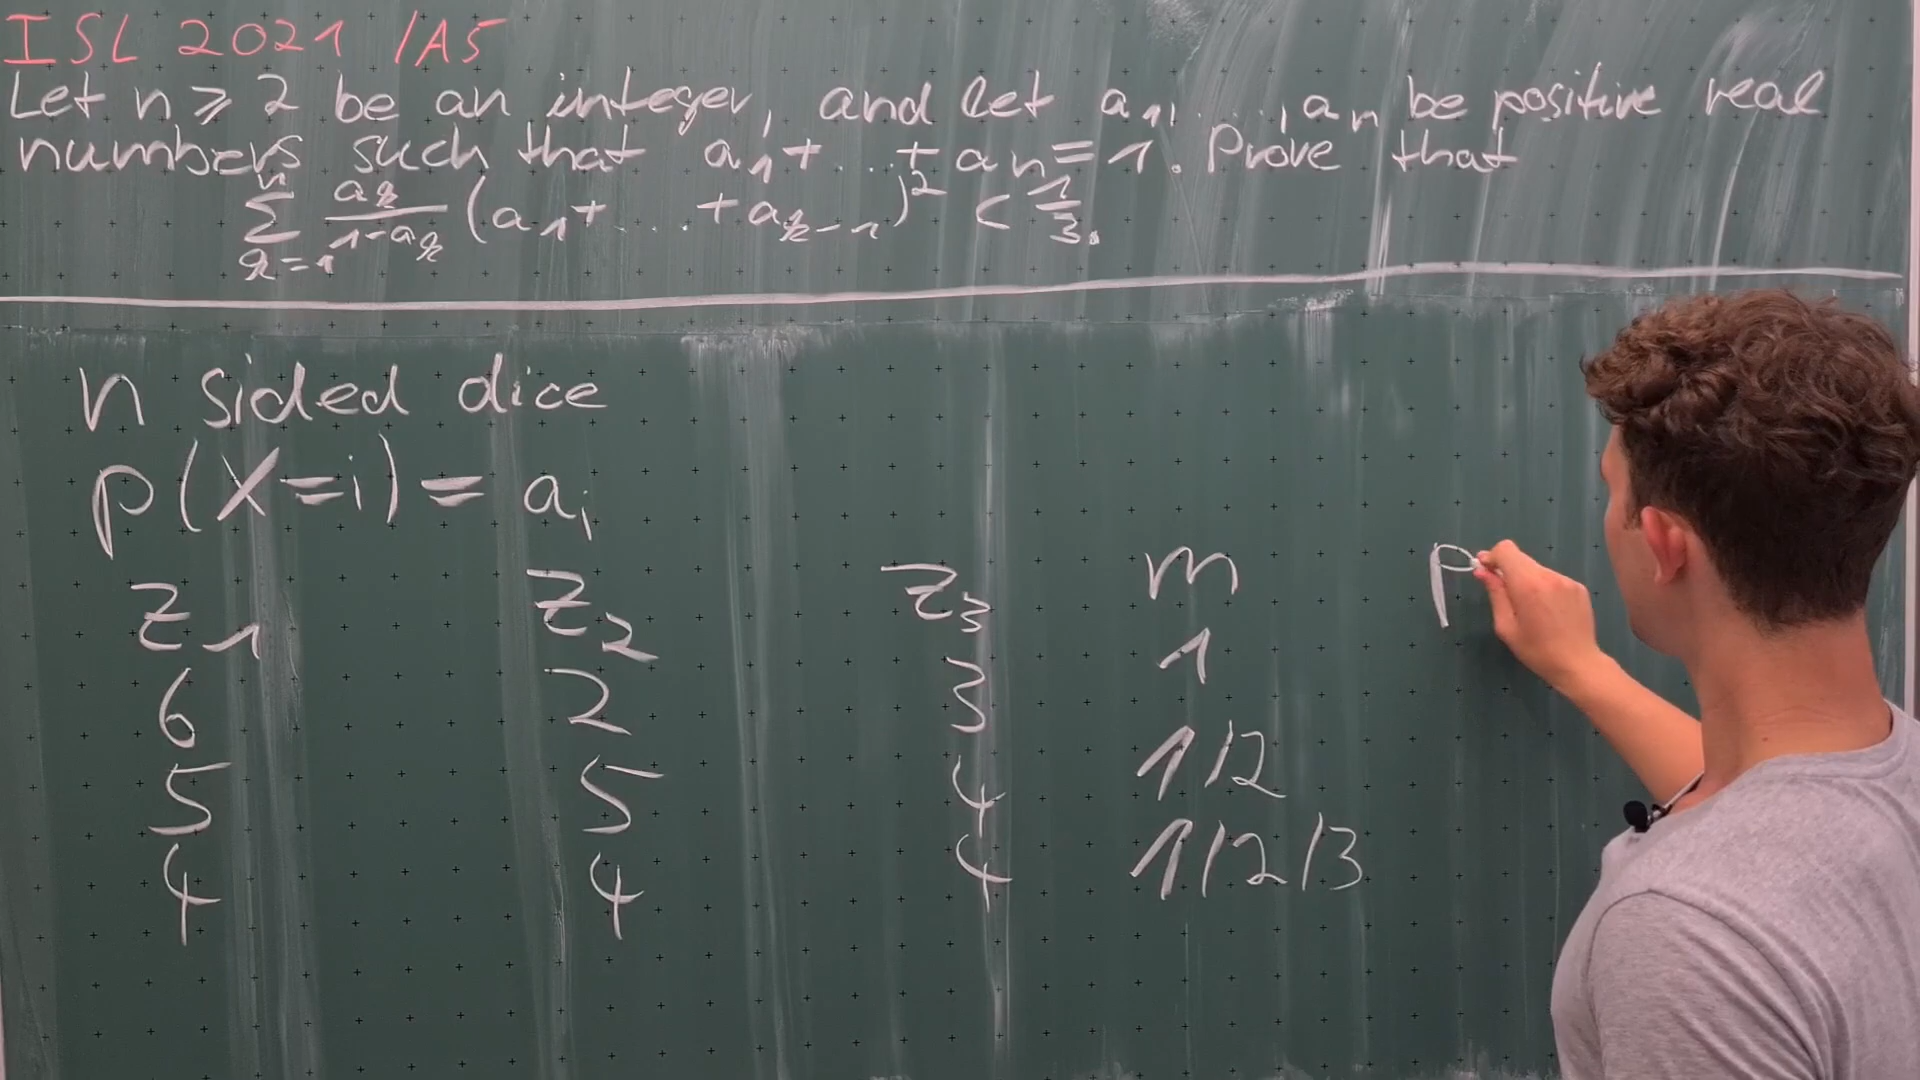 ISL 2021 /A5
Let n ≥ 2 be an integer, and let a₁, ..., aₙ be positive real
numbers such that a₁ + ... + aₙ = 1. Prove that
∑ₖ₌₁ⁿ aₖ/(1-aₖ) (a₁ + ... + aₖ₋₁)² < 1/3.
n sided dice
p(X=i) = aᵢ
z₁ z₂ z₃ m p
6 2 3 1
5 5 4 1/2
4 4 4 1/2/3